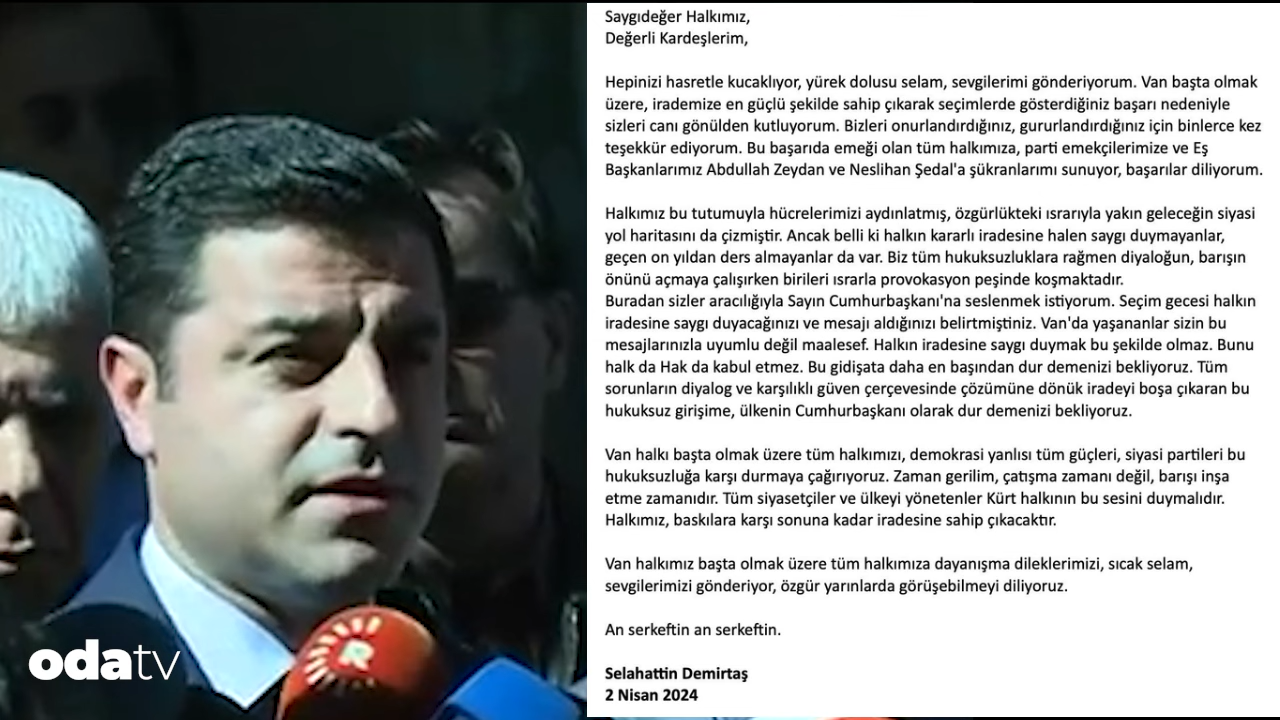 Saygıdeğer Halkımız,
Değerli Kardeşlerim,
Hepinizi hasretle kucaklıyor, yürek dolusu selam, sevgilerimi gönderiyorum. Van başta olmak
üzere, irademize en güçlü şekilde sahip çıkarak seçimlerde gösterdiğiniz başarı nedeniyle
sizleri canı gönülden kutluyorum. Bizleri onurlandırdığınız, gururlandırdığınız için binlerce kez
teşekkür ediyorum. Bu başarıda emeği olan tüm halkımıza, parti emekçilerimize ve Eş
Başkanlarımız Abdullah Zeydan ve Neslihan Şedal'a şükranlarımı sunuyor, başarılar diliyorum.
Halkımız bu tutumuyla hücrelerimizi aydınlatmış, özgürlükteki ısrarıyla yakın geleceğin siyasi
yol haritasını da çizmiştir. Ancak belli ki halkın kararlı iradesine halen saygı duymayanlar,
geçen on yıldan ders almayanlar da var. Biz tüm hukuksuzluklara rağmen diyaloğun, barışın
önünü açmaya çalışırken birileri ısrarla provokasyon peşinde koşmaktadır.
Buradan sizler aracılığıyla Sayın Cumhurbaşkanı'na seslenmek istiyorum. Seçim gecesi halkın
iradesine saygı duyacağınızı ve mesajı aldığınızı belirtmiştiniz. Van'da yaşananlar sizin bu
mesajlarınızla uyumlu değil maalesef. Halkın iradesine saygı duymak bu şekilde olmaz. Bunu
halk da Hak da kabul etmez. Bu gidişata daha en başından dur demenizi bekliyoruz. Tüm
sorunların diyalog ve karşılıklı güven çerçevesinde çözümüne dönük iradeyi boşa çıkaran bu
hukuksuz girişime, ülkenin Cumhurbaşkanı olarak dur demenizi bekliyoruz.
Van halkı başta olmak üzere tüm halkımızı, demokrasi yanlısı tüm güçleri, siyasi partileri bu
hukuksuzluğa karşı durmaya çağırıyoruz. Zaman gerilim, çatışma zamanı değil, barışı inşa
etme zamanıdır. Tüm siyasetçiler ve ülkeyi yönetenler Kürt halkının bu sesini duymalıdır.
Halkımız, baskılara karşı sonuna kadar iradesine sahip çıkacaktır.
Van halkımız başta olmak üzere tüm halkımıza dayanışma dileklerimizi, sıcak selam,
sevgilerimizi gönderiyor, özgür yarınlarda görüşebilmeyi diliyoruz.
An serkeftin an serkeftin.
Selahattin Demirtaş
2 Nisan 2024
odatv
R